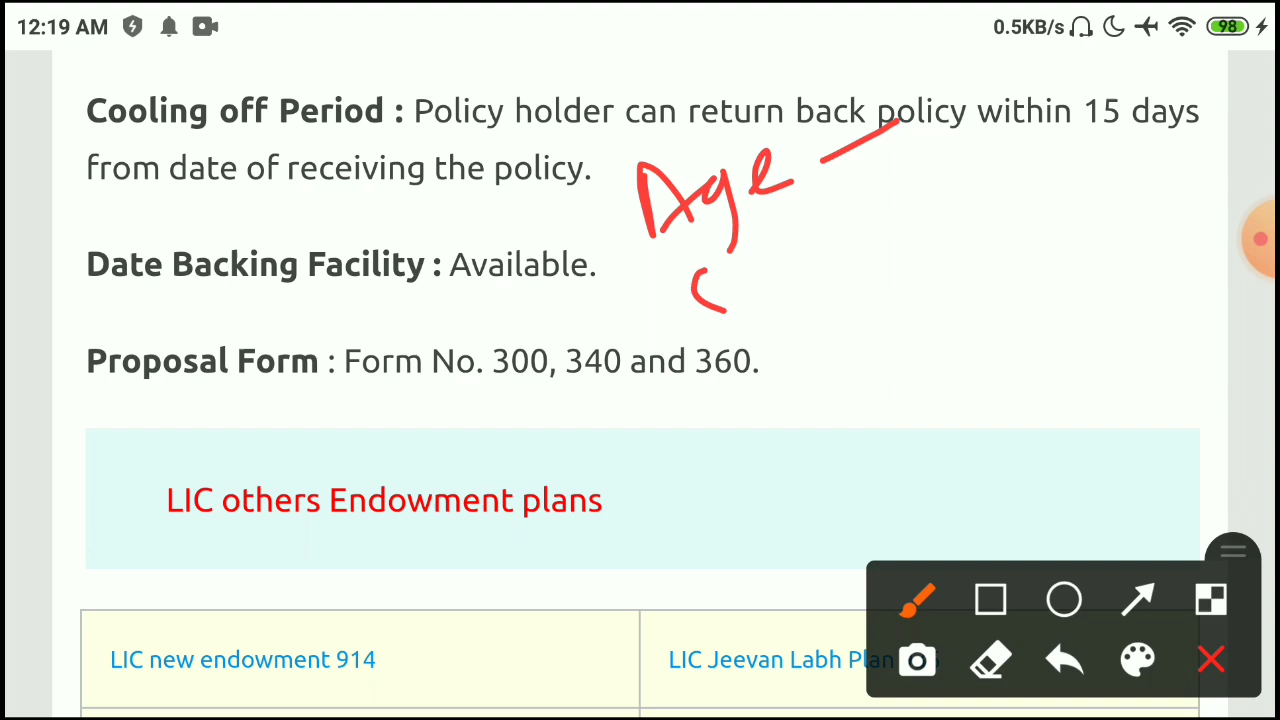 12:19 AM 0.5KB/s 98
Cooling off Period : Policy holder can return back policy within 15 days
from date of receiving the policy.
Age —
Date Backing Facility : Available.
Proposal Form : Form No. 300, 340 and 360.
LIC others Endowment plans
LIC new endowment 914 LIC Jeevan Labh Plan